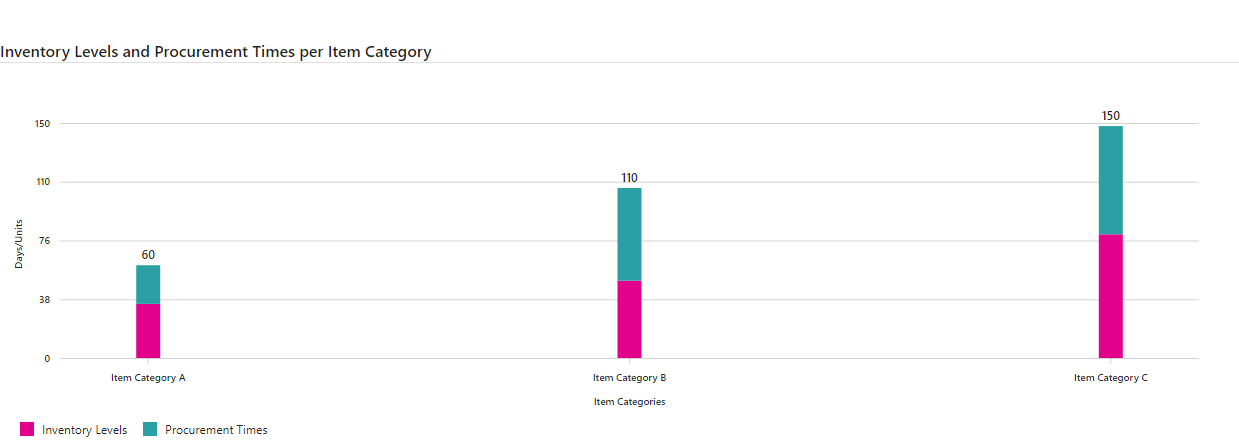 Inventory Levels and Procurement Times per Item Category
150
110
76
38
0
Days/Units
60
110
150
Item Category A
Item Category B
Item Category C
Item Categories
Inventory Levels
Procurement Times